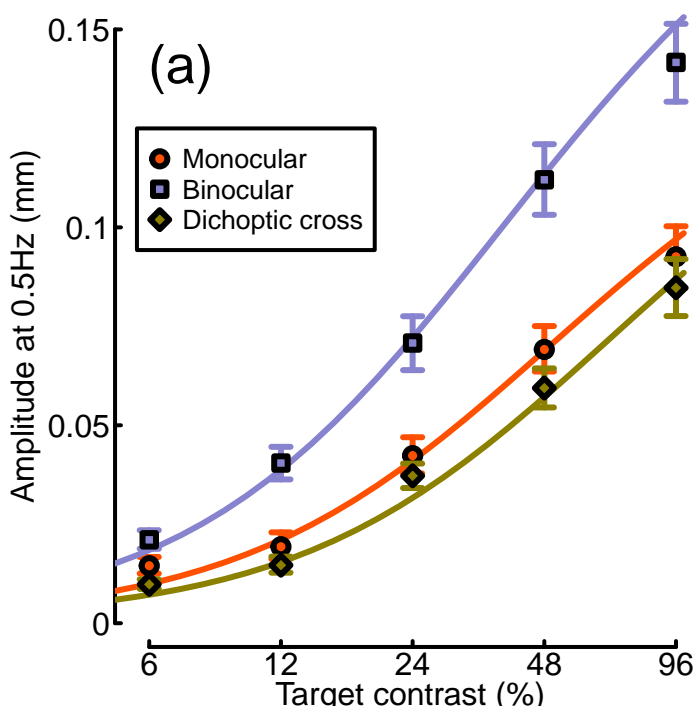 (a)
Monocular
Binocular
Dichoptic cross
Amplitude at 0.5Hz (mm)
0.15
0.1
0.05
0
6 12 24 48 96
Target contrast (%)